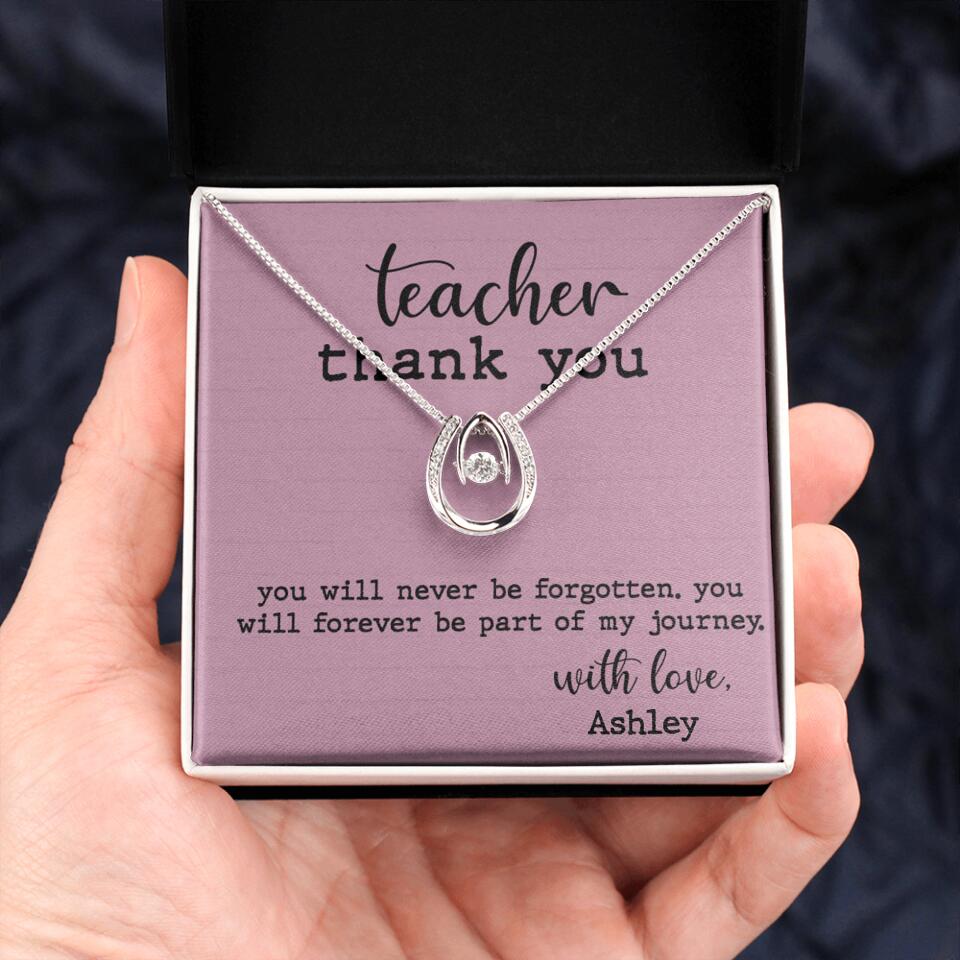 teacher
thank you
you will never be forgotten. you
will forever be part of my journey.
with love,
Ashley